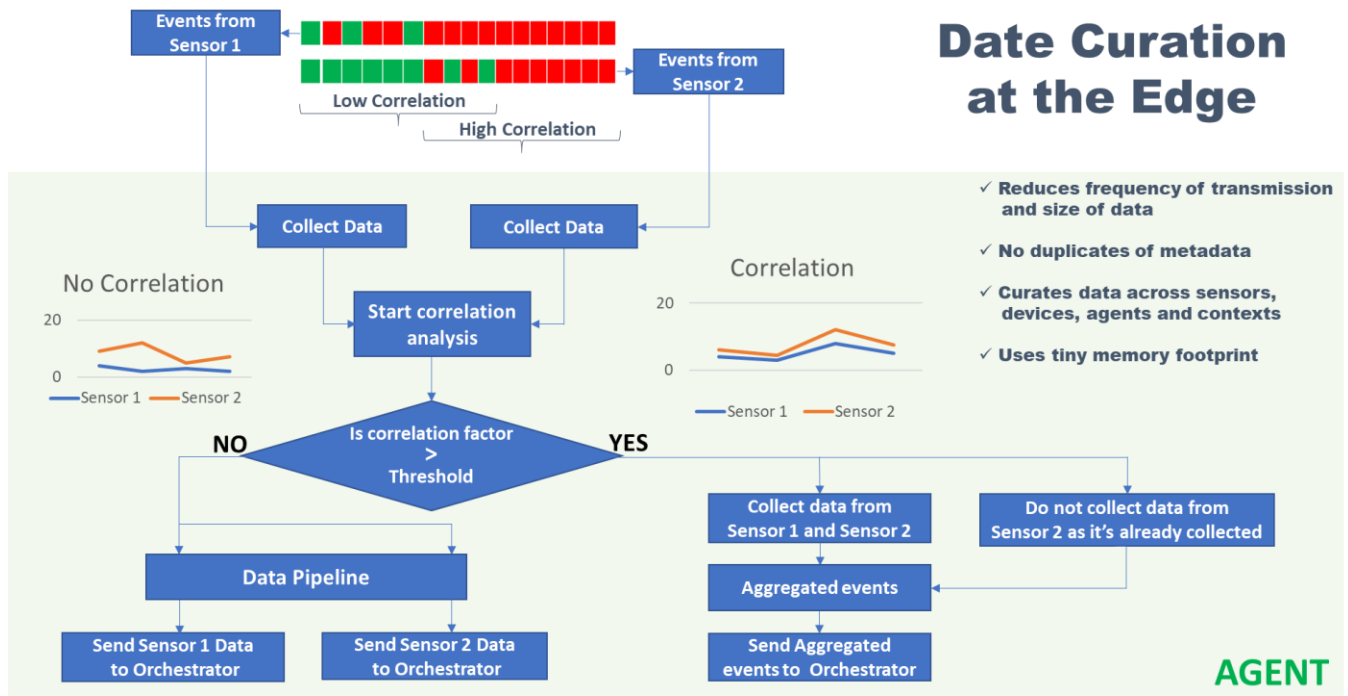 Events from
Sensor 1
Events from
Sensor 2
Low Correlation
High Correlation
Date Curation
at the Edge
✓ Reduces frequency of transmission
and size of data
✓ No duplicates of metadata
✓ Curates data across sensors,
devices, agents and contexts
✓ Uses tiny memory footprint
Collect Data
Collect Data
No Correlation
20
0
Sensor 1
Sensor 2
Start correlation
analysis
Correlation
20
0
Sensor 1
Sensor 2
Is correlation factor
>
Threshold
NO
YES
Data Pipeline
Send Sensor 1 Data
to Orchestrator
Send Sensor 2 Data
to Orchestrator
Collect data from
Sensor 1 and Sensor 2
Do not collect data from
Sensor 2 as it's already collected
Aggregated events
Send Aggregated
events to Orchestrator
AGENT